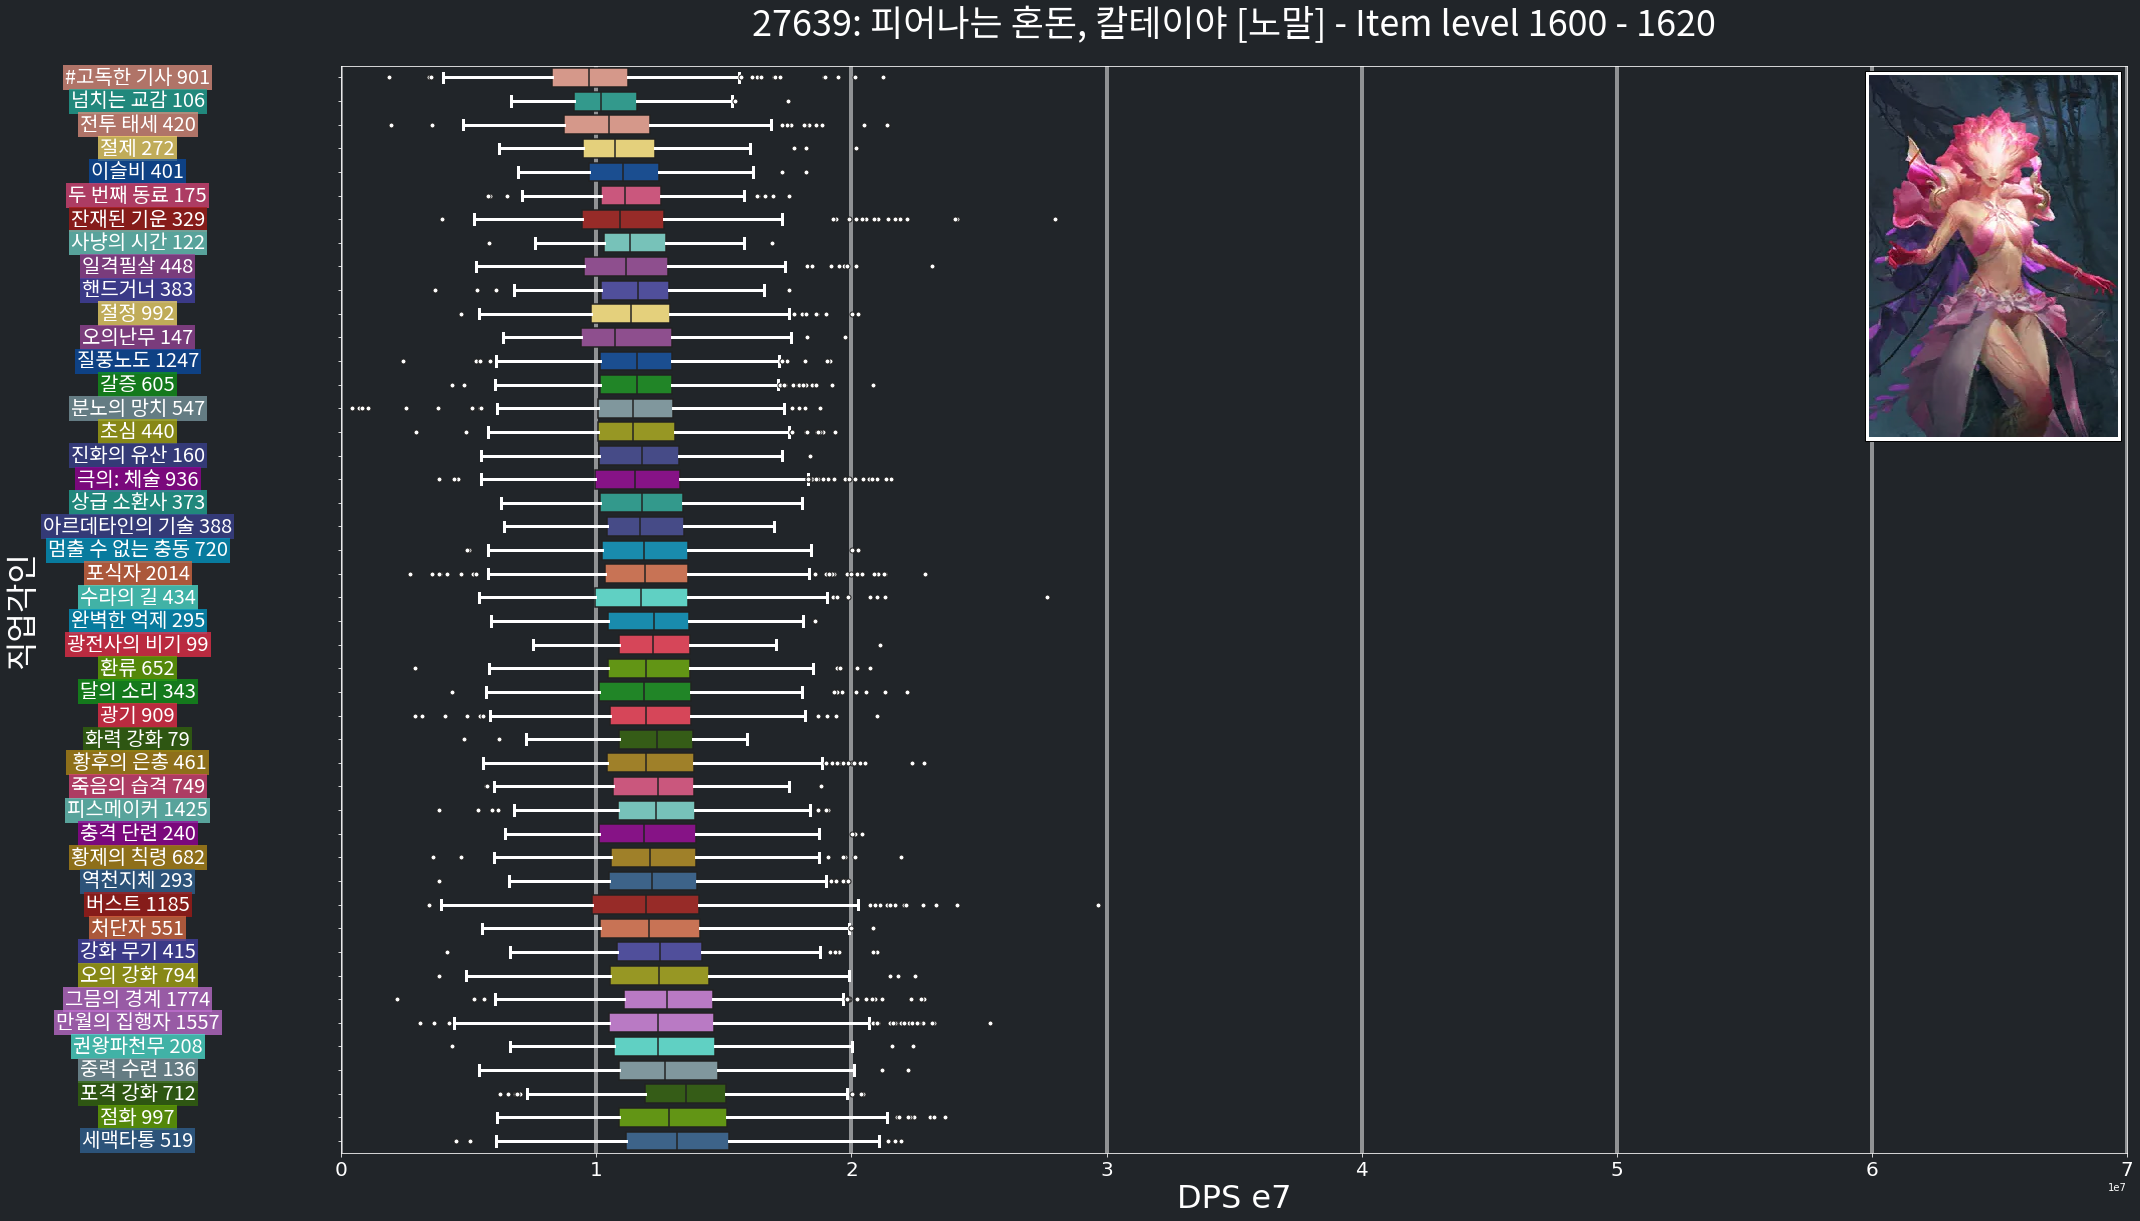 27639: 피어나는 혼돈, 칼테이야 [노말] - Item level 1600 - 1620
#고독한 기사 901
넘치는 교감 106
전투 태세 420
절제 272
이슬비 401
두 번째 동료 175
잔재된 기운 329
사냥의 시간 122
일격필살 448
핸드거너 383
절정 992
오의난무 147
질풍노도 1247
갈증 605
분노의 망치 547
초심 440
진화의 유산 160
극의: 체술 936
상급 소환사 373
아르데타인의 기술 388
멈출 수 없는 충동 720
포식자 2014
수라의 길 434
완벽한 억제 295
광전사의 비기 99
환류 652
달의 소리 343
광기 909
화력 강화 79
황후의 은총 461
죽음의 습격 749
피스메이커 1425
충격 단련 240
황제의 칙령 682
역천지체 293
버스트 1185
처단자 551
강화 무기 415
오의 강화 794
그믐의 경계 1774
만월의 집행자 1557
권왕파천무 208
중력 수련 136
포격 강화 712
점화 997
세맥타통 519
직업각인
0 1 2 3 4 5 6 7
1e7
DPS e7